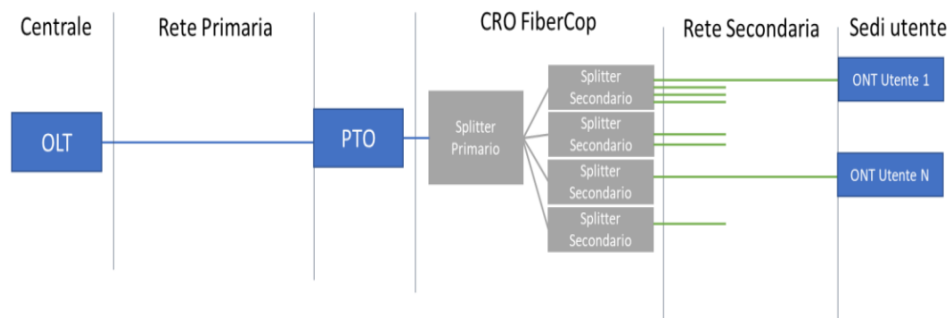 Centrale
Rete Primaria
CRO FiberCop
Rete Secondaria
Sedi utente
OLT
PTO
Splitter
Primario
Splitter
Secondario
Splitter
Secondario
Splitter
Secondario
Splitter
Secondario
ONT Utente 1
ONT Utente N